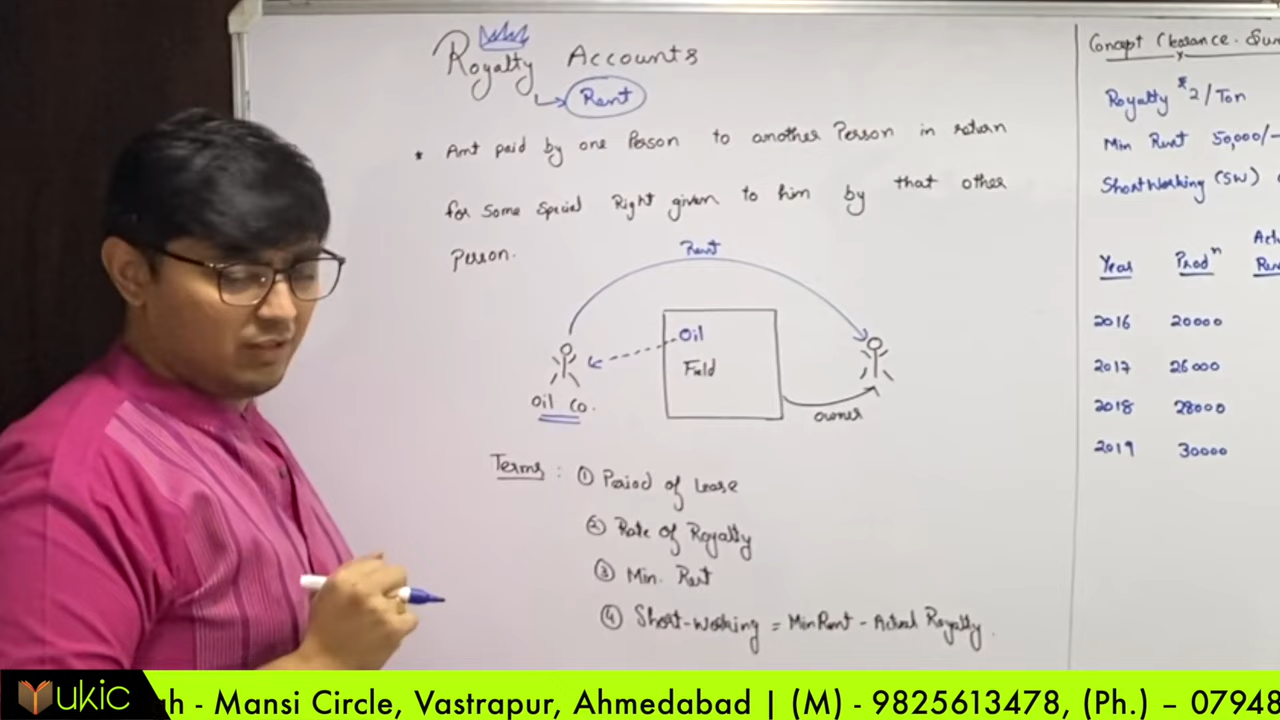 Royalty Accounts
Rent
* Amt paid by one Person to another Person in return
for some special Right given to him by that other
Person.
Rent
Oil
Field
Oil Co.
owner
Terms : ① Period of Lease
② Rate of Royalty
③ Min. Rent
④ Short-working = Min Rent - Actual Royalty.
Concept Clearance
Royalty 2/Ton
Min Rent 50,000/-
ShortWorking (SW)
Year Prodⁿ
2016 20000
2017 26000
2018 28000
2019 30000
ukic
- Mansi Circle, Vastrapur, Ahmedabad | (M) - 9825613478, (Ph.) – 07948